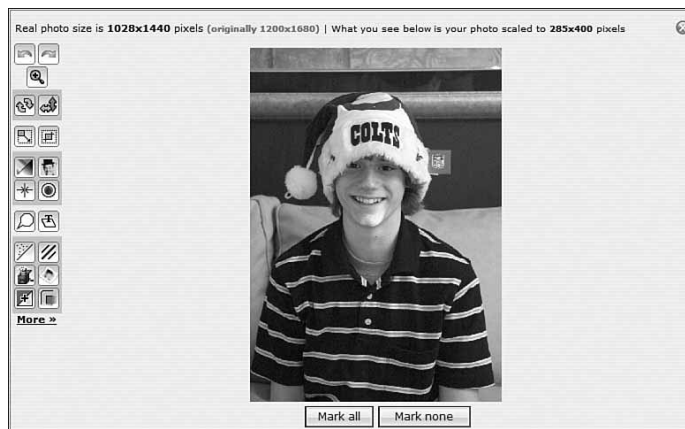 Real photo size is 1028x1440 pixels (originally 1200x1680) | What you see below is your photo scaled to 285x400 pixels
COLTS
More »
Mark all Mark none